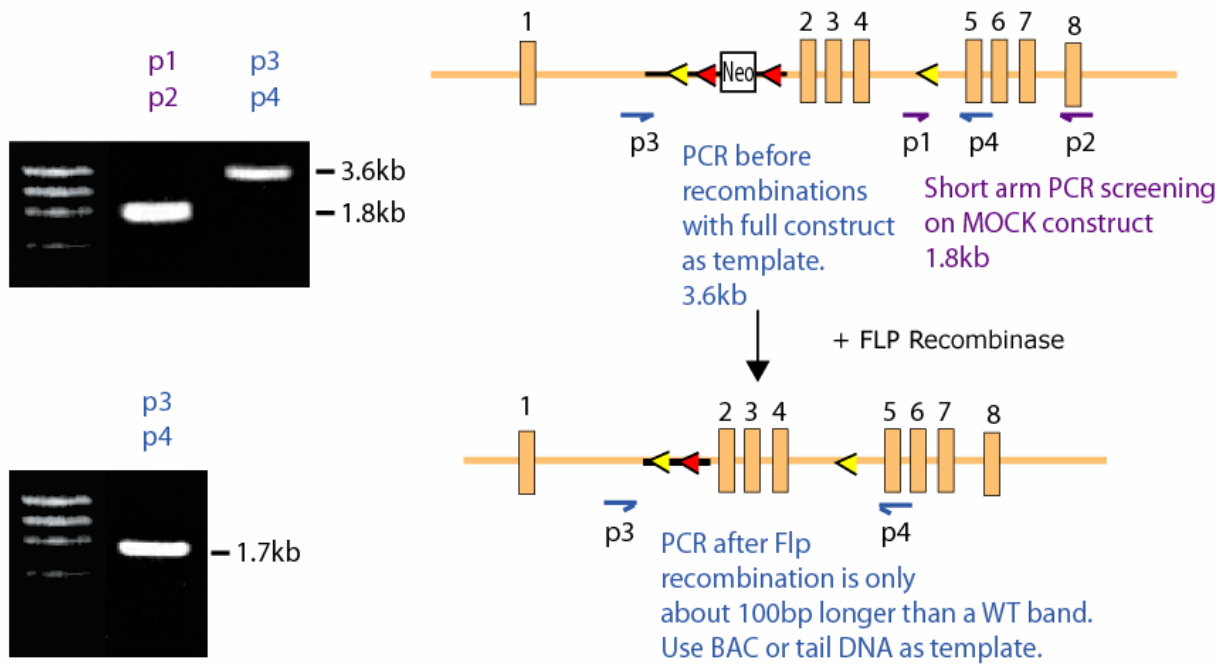 p1 p3
p2 p4
3.6kb
1.8kb
1 2 3 4 5 6 7 8
Neo
p3 p1 p4 p2
PCR before
recombinations
with full construct
as template.
3.6kb
Short arm PCR screening
on MOCK construct
1.8kb
+ FLP Recombinase
p3
p4
1.7kb
1 2 3 4 5 6 7 8
p3 p4
PCR after Flp
recombination is only
about 100bp longer than a WT band.
Use BAC or tail DNA as template.